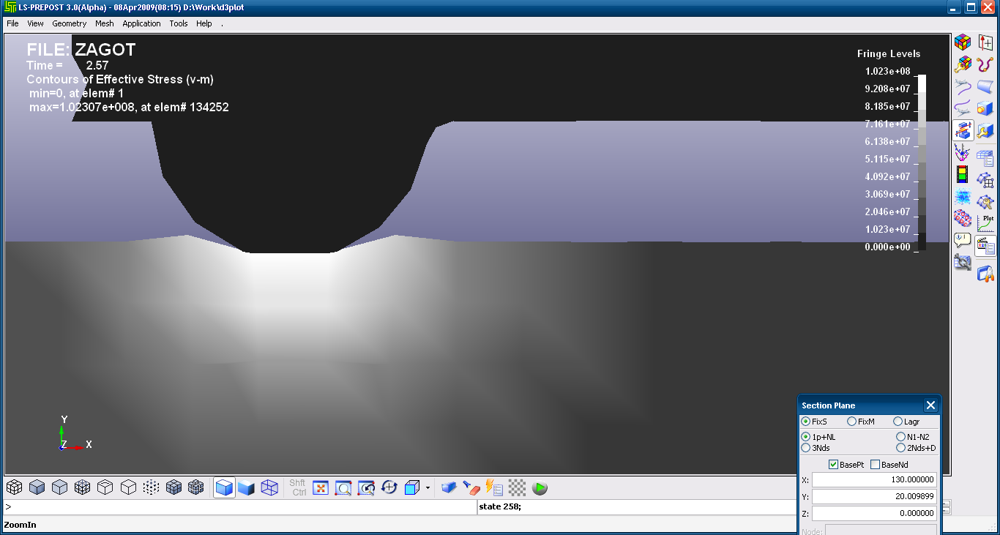 LS-PREPOST 3.0(Alpha) - 08Apr2009(08:15) D:\Work\d3plot
File View Geometry Mesh Application Tools Help .
FILE: ZAGOT
Time = 2.57
Contours of Effective Stress (v-m)
min=0, at elem# 1
max=1.02307e+008, at elem# 134252
Fringe Levels
1.023e+08
9.208e+07
8.185e+07
7.161e+07
6.138e+07
5.115e+07
4.092e+07
3.069e+07
2.046e+07
1.023e+07
0.000e+00
Plot
Y
Z X
Section Plane
FixS FixM Lagr
1p+NL N1-N2
3Nds 2Nds+D
BasePt BaseNd
X: 130.000000
Y: 20.009899
Z: 0.000000
Node:
Shft
Ctrl
> state 258;
ZoomIn